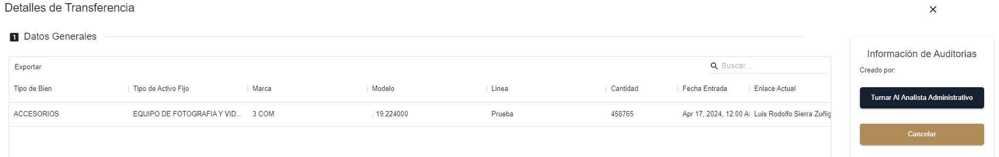 Detalles de Transferencia
1 Datos Generales
Exportar
Buscar...
Tipo de Bien Tipo de Activo Fijo Marca Modelo Linea Cantidad Fecha Entrada Enlace Actual
ACCESORIOS EQUIPO DE FOTOGRAFIA Y VID... 3 COM . 19.224000 Prueba 458765 Apr 17, 2024, 12:00 A Luis Rodolfo Sierra Zuñig
Información de Auditorias
Creado por:
Turnar Al Analista Administrativo
Cancelar